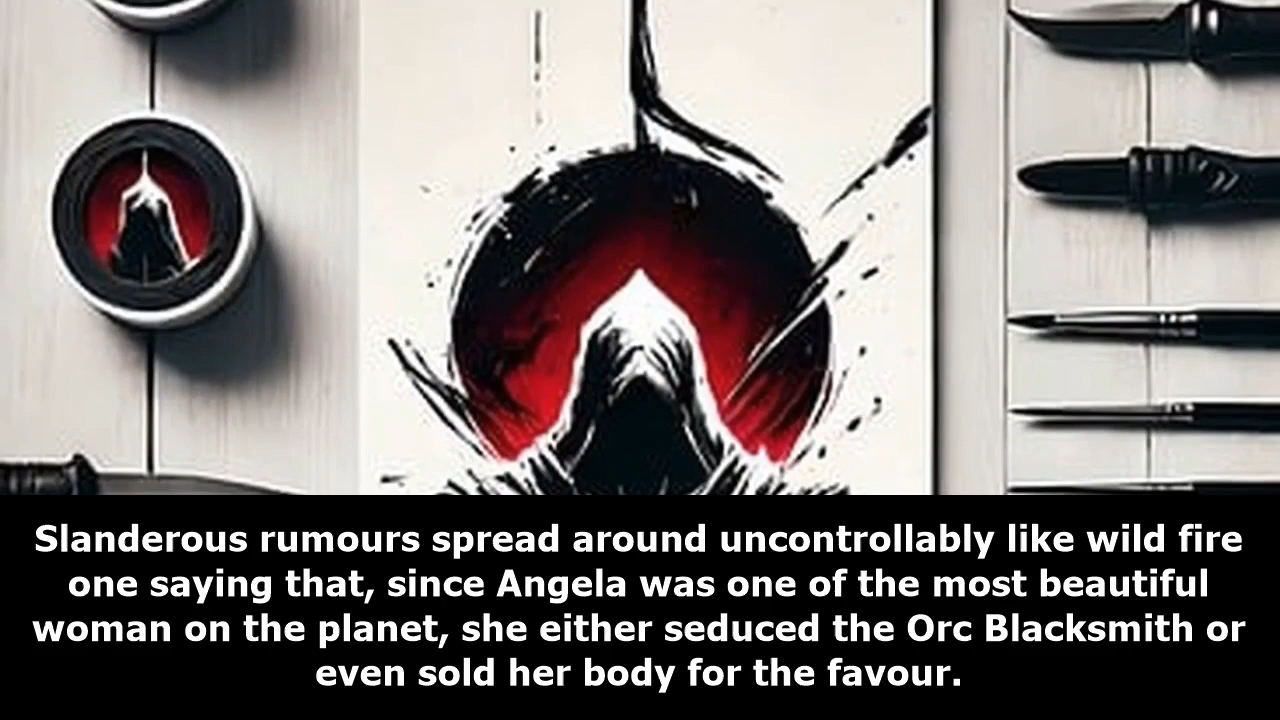 Slanderous rumours spread around uncontrollably like wild fire
one saying that, since Angela was one of the most beautiful
woman on the planet, she either seduced the Orc Blacksmith or
even sold her body for the favour.